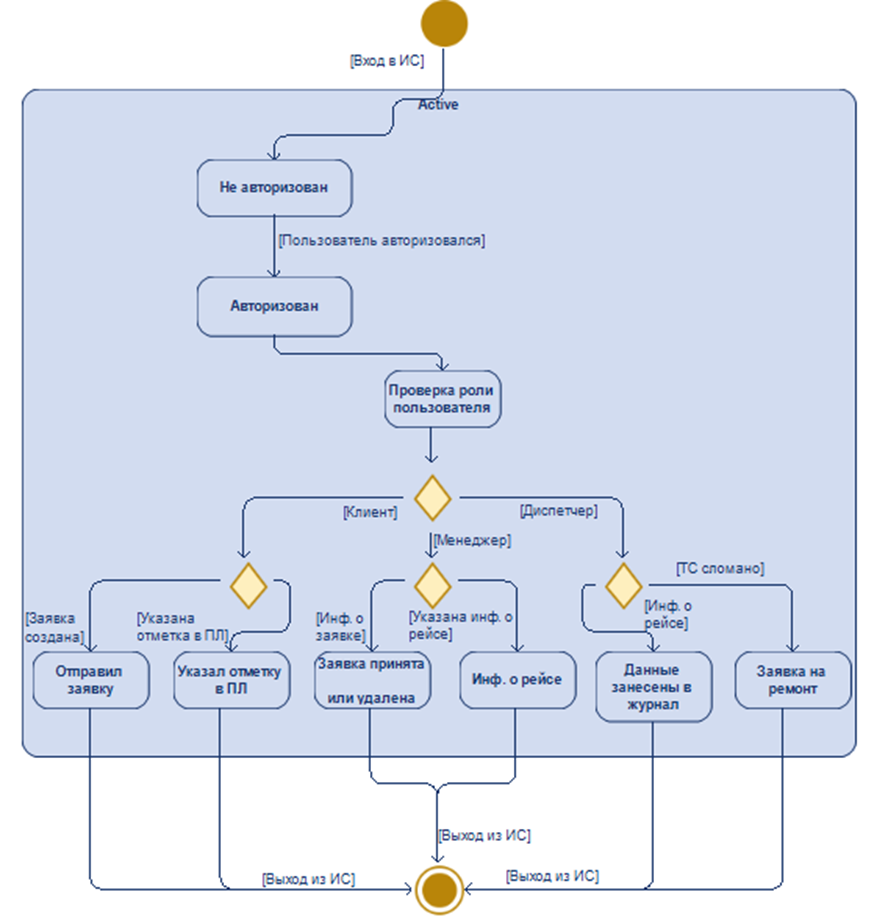 [Вход в ИС]
Active
Не авторизован
[Пользователь авторизовался]
Авторизован
Проверка роли
пользователя
[Клиент]
[Диспетчер]
[Менеджер]
[ТС сломано]
[Заявка
создана]
[Указана
отметка в ПЛ]
[Инф. о
заявке]
[Указана инф. о
рейсе]
[Инф. о
рейсе]
Отправил
заявку
Указал отметку
в ПЛ
Заявка принята
или удалена
Инф. о рейсе
Данные
занесены в
журнал
Заявка на
ремонт
[Выход из ИС]
[Выход из ИС]
[Выход из ИС]